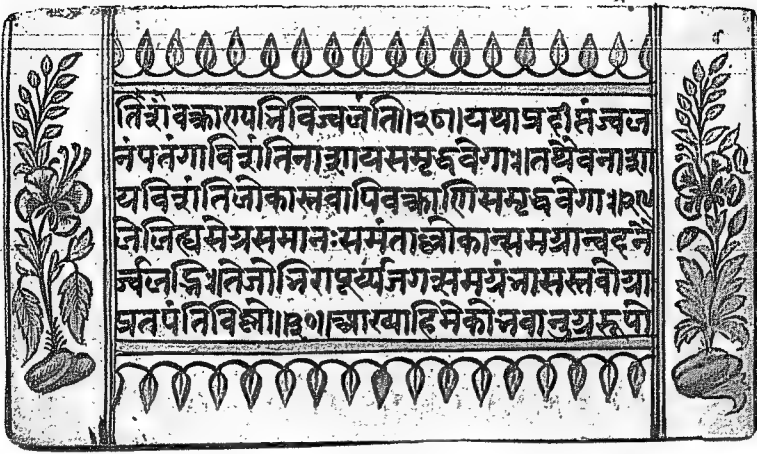 तिशंवक्त्राण्यभिविज्वलंति॥२८॥यथाप्रदीप्तंज्वल
नंपतंगाविशंतिनाशायसमृद्धवेगाः॥तथैवनाशा
यविशंतिलोकास्तवापिवक्त्राणिसमृद्धवेगाः॥२९
लेलिह्यसेग्रसमानःसमंताल्लोकान्समग्रान्वदनै
र्ज्वलद्भिः॥तेजोभिरापूर्य्यजगत्समग्रंभासस्तवोग्रा
प्रतपंतिविष्णो॥३०॥आख्याहिमेकोभवानुग्ररूपो